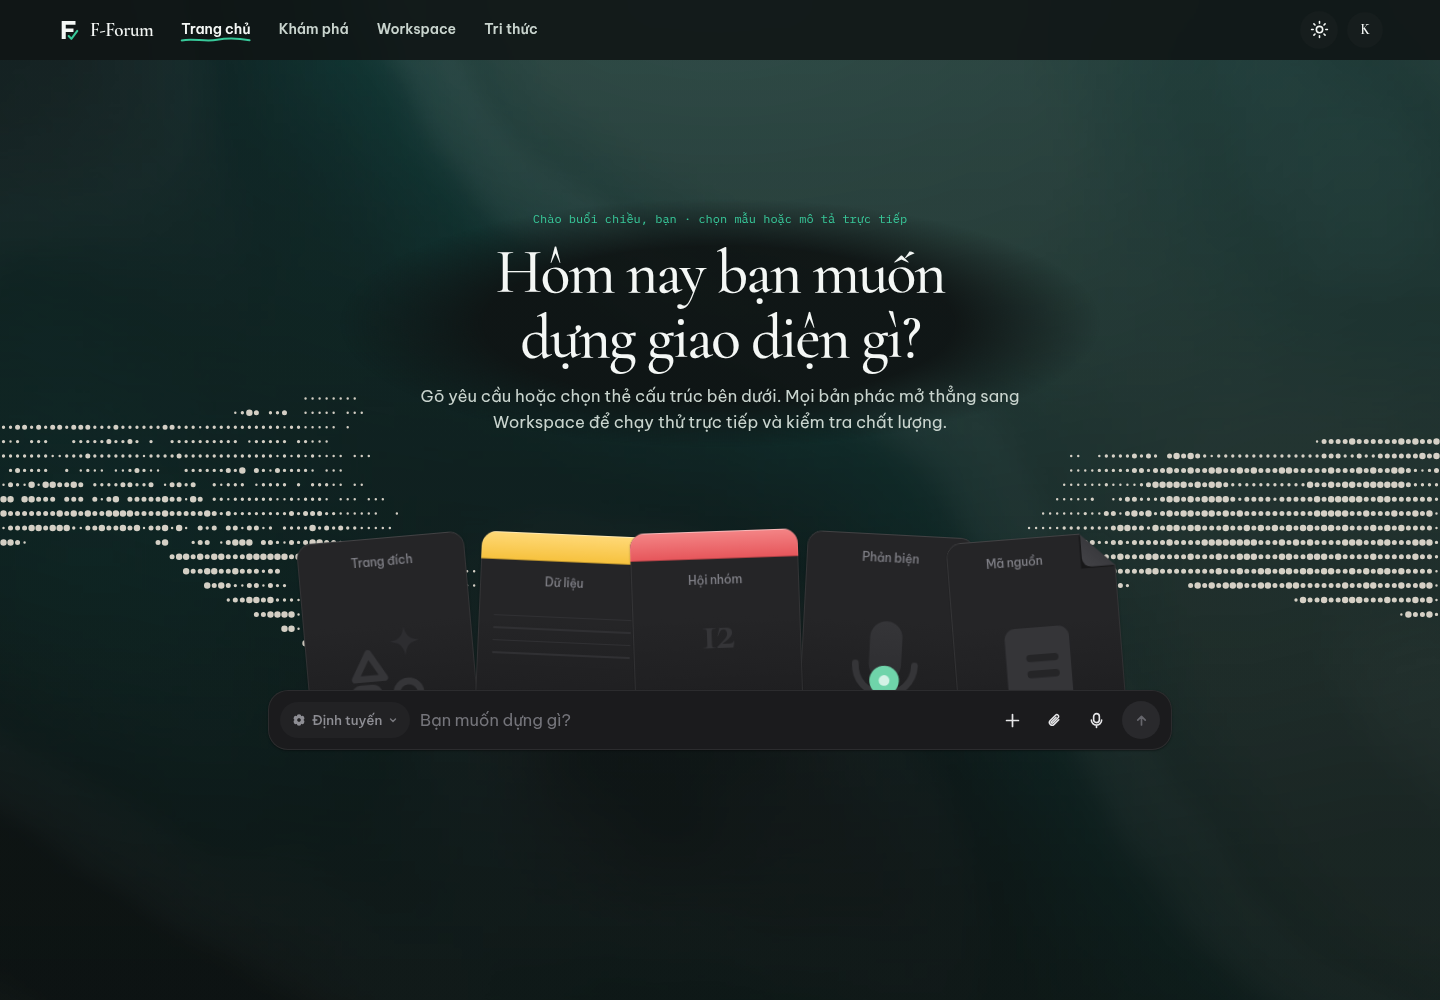 F-Forum
Trang chủ
Khám phá
Workspace
Tri thức
K
Chào buổi chiều, bạn · chọn mẫu hoặc mô tả trực tiếp
Hôm nay bạn muốn
dựng giao diện gì?
Gõ yêu cầu hoặc chọn thẻ cấu trúc bên dưới. Mọi bản phác mở thẳng sang
Workspace để chạy thử trực tiếp và kiểm tra chất lượng.
Trang đích
Dữ liệu
Hội nhóm
12
Phản biện
Mã nguồn
Định tuyến
Bạn muốn dựng gì?